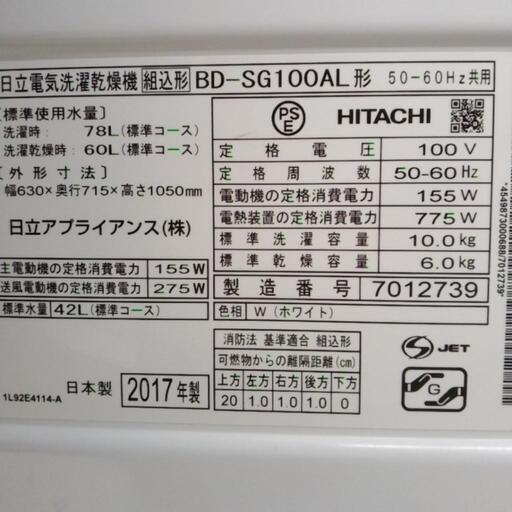 日立電気洗濯乾燥機 組込形 BD-SG100AL形 50-60Hz共用
[標準使用水量]
洗濯時: 78L(標準コース)
洗濯乾燥時: 60L(標準コース)
[外形寸法]
幅630×奥行715×高さ1050mm
日立アプライアンス(株)
主電動機の定格消費電力 155W
送風電動機の定格消費電力 275W
標準水量 42L(標準コース)
PSE HITACHI
定格電圧 100V
定格周波数 50-60Hz
電動機の定格消費電力 155W
電熱装置の定格消費電力 775W
標準洗濯容量 10.0kg
標準乾燥容量 6.0kg
製造番号 7012739
色相 W(ホワイト)
消防法 基準適合 組込形
可燃物からの離隔距離(cm)
上方 左方 右方 後方 下方
20 1.0 1.0 1.0 0
S JET
G
日本製 2017年製
1L92E4114-A
*4549873000688/7012739*